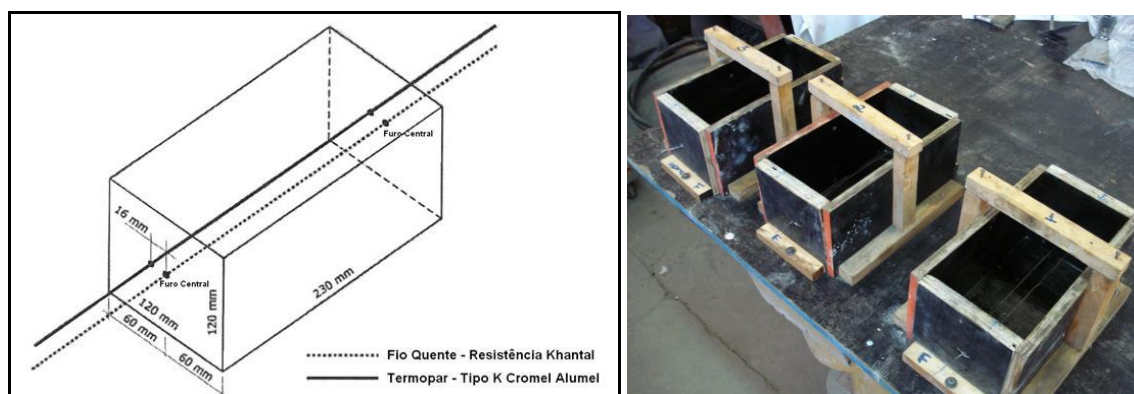 Furo Central
16 mm
Furo Central
120 mm
60 mm
60 mm
120 mm
230 mm
Fio Quente - Resistência Khantal
Termopar - Tipo K Cromel Alumel
2
F
F
F